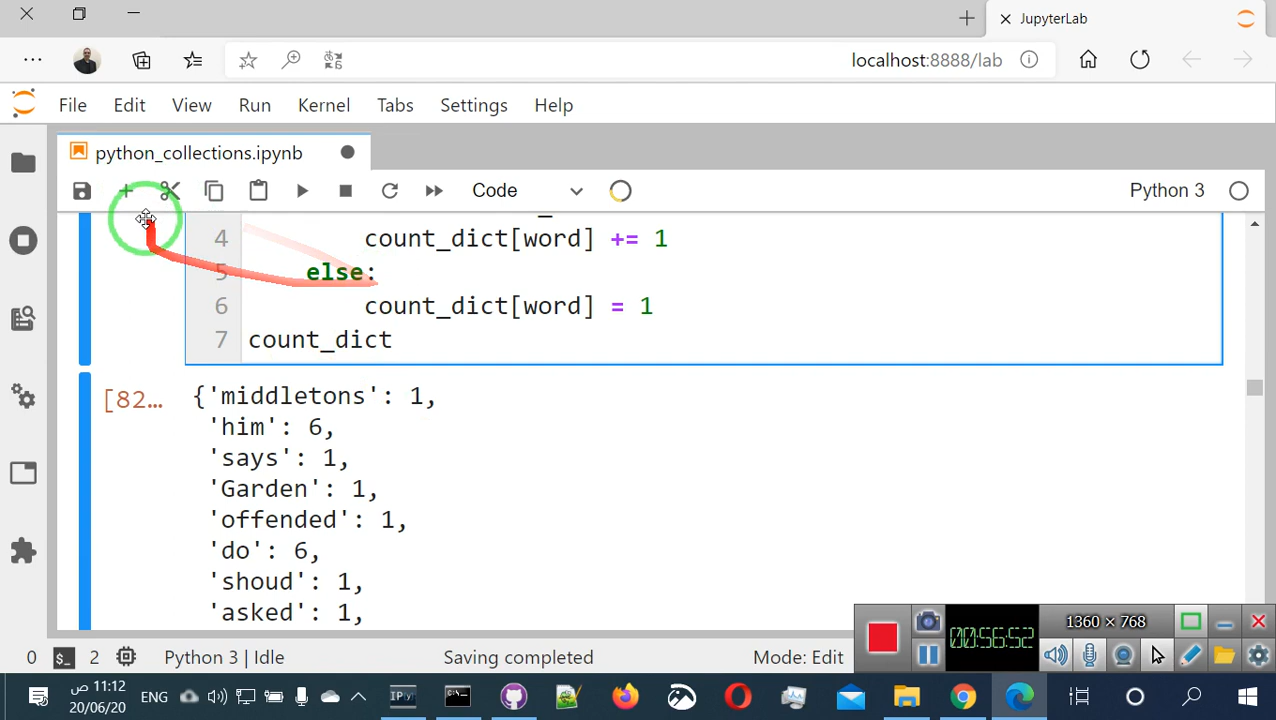 JupyterLab
localhost:8888/lab
File Edit View Run Kernel Tabs Settings Help
python_collections.ipynb
Code
Python 3
4 count_dict[word] += 1
5 else:
6 count_dict[word] = 1
7 count_dict
[82… {'middletons': 1,
'him': 6,
'says': 1,
'Garden': 1,
'offended': 1,
'do': 6,
'shoud': 1,
'asked': 1,
1360 × 768
00:56:52
0 2 Python 3 | Idle Saving completed Mode: Edit
11:12 ص
ENG
20/06/20
IPy